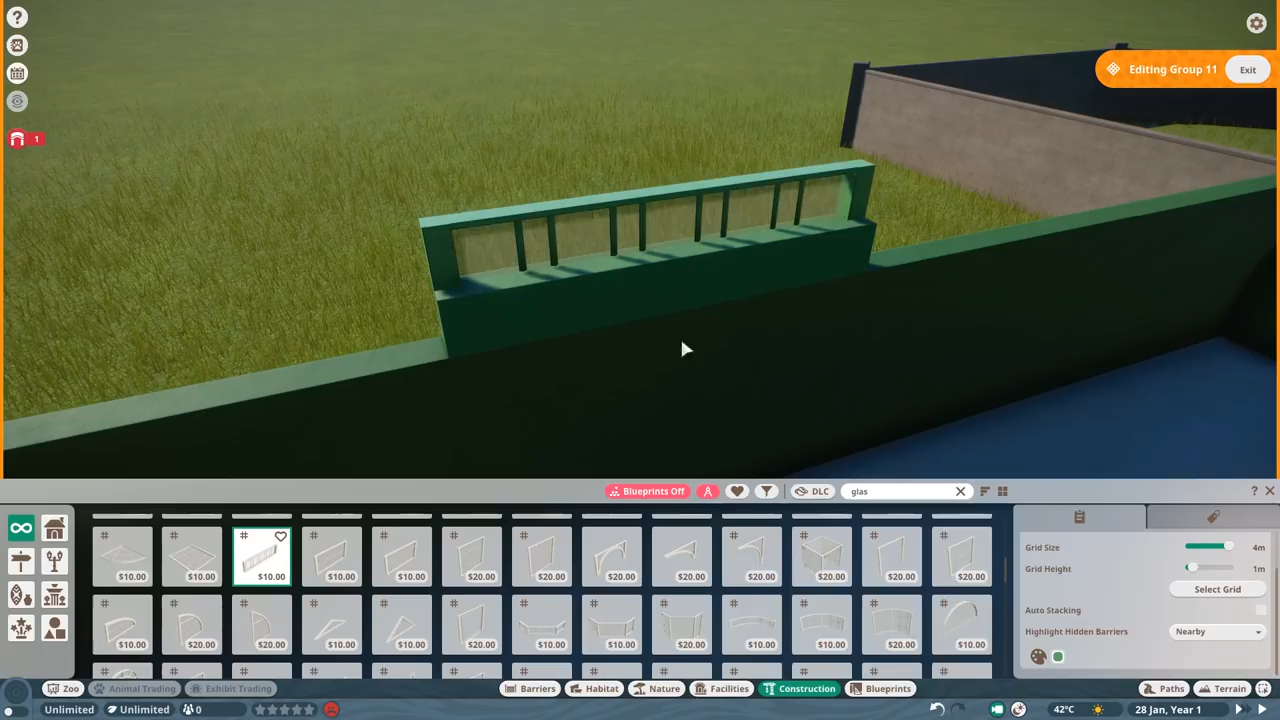 ?
Editing Group 11 Exit
1
Blueprints Off DLC glas ?
$10.00 $10.00 $10.00 $10.00 $10.00 $20.00 $20.00 $20.00 $20.00 $20.00 $20.00 $20.00 $20.00
$10.00 $20.00 $10.00 $10.00 $10.00 $20.00 $10.00 $10.00 $20.00 $10.00 $10.00 $20.00 $10.00
Grid Size 4m
Grid Height 1m
Select Grid
Auto Stacking
Highlight Hidden Barriers Nearby
Zoo Animal Trading Exhibit Trading Barriers Habitat Nature Facilities Construction Blueprints Paths Terrain
Unlimited Unlimited 0 42°C 28 Jan, Year 1